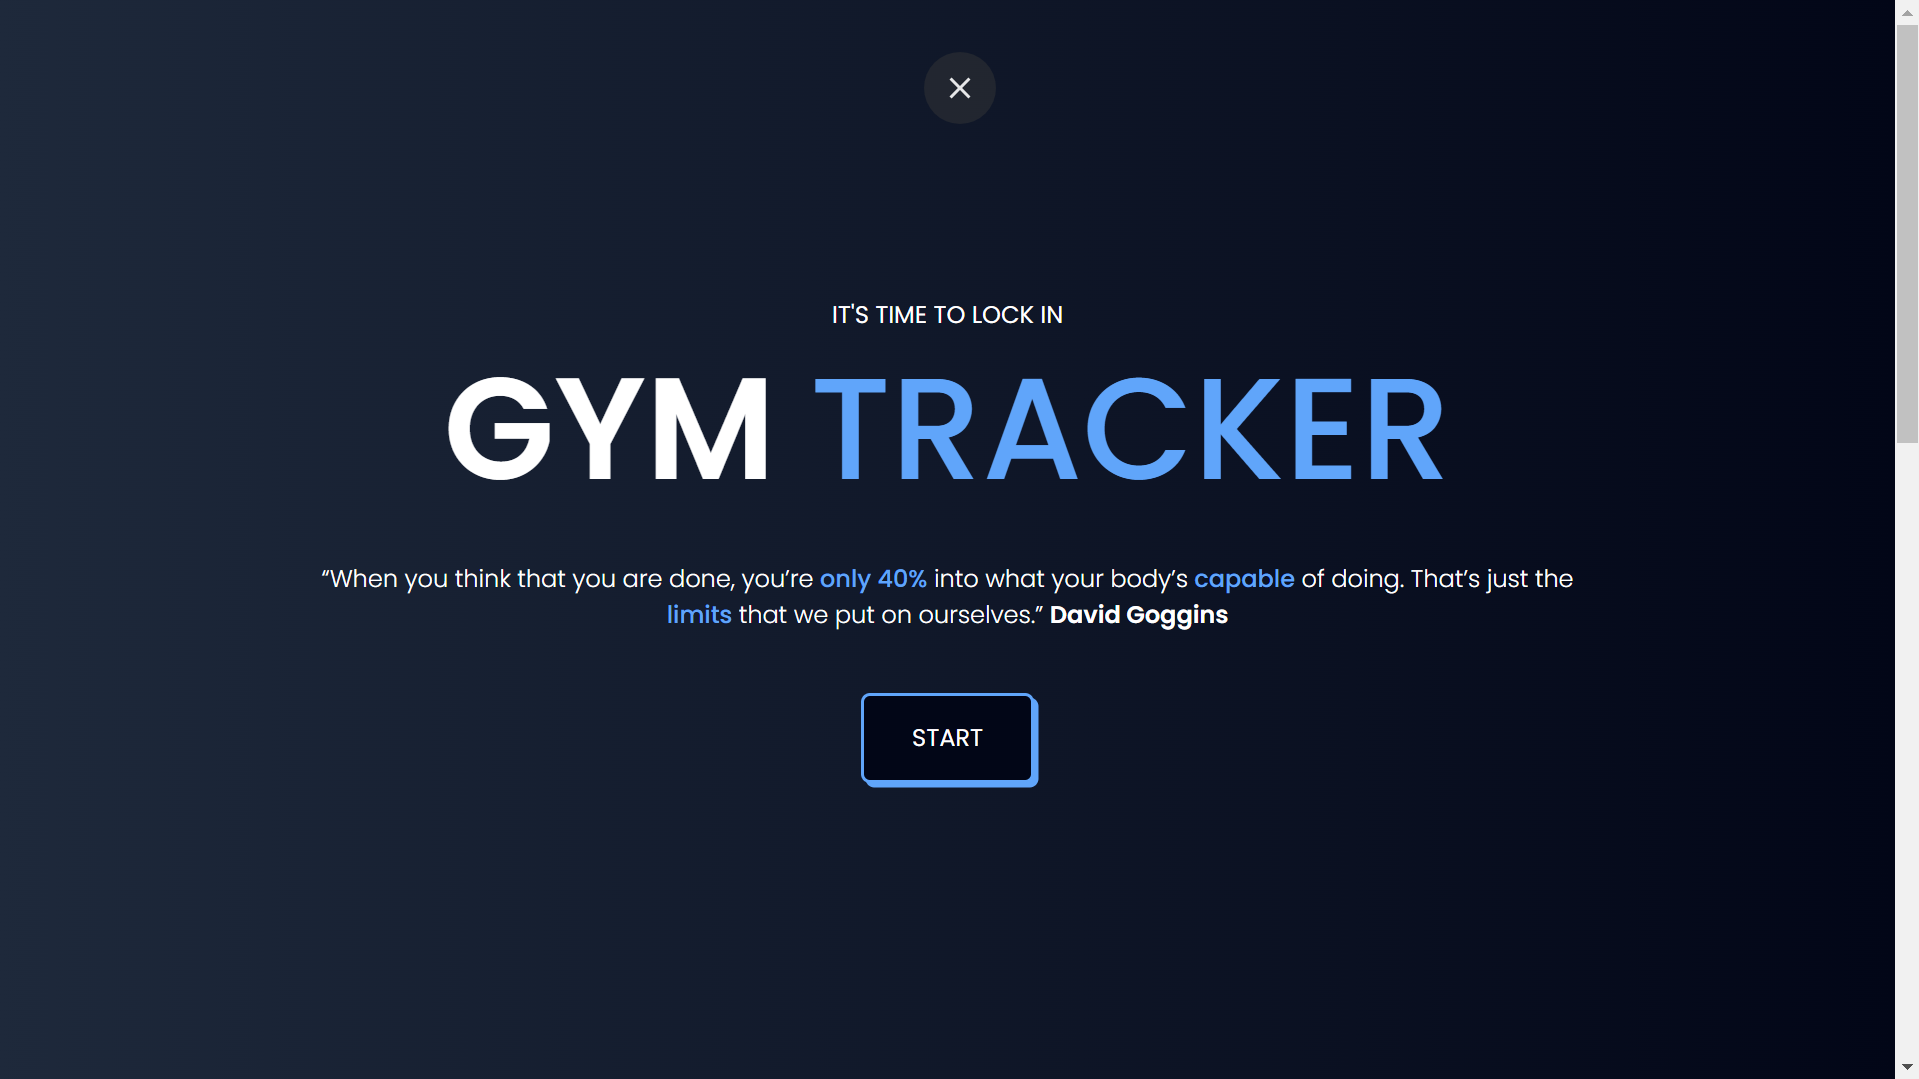 IT'S TIME TO LOCK IN
GYM TRACKER
“When you think that you are done, you’re only 40% into what your body’s capable of doing. That’s just the
limits that we put on ourselves.” David Goggins
START